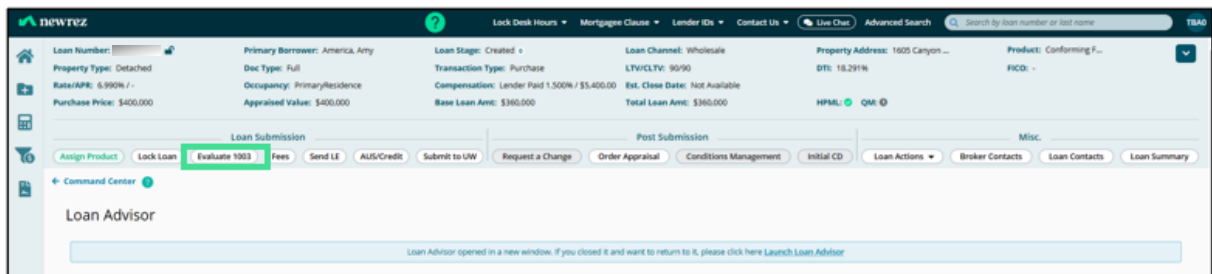 newrez ? Lock Desk Hours Mortgagee Clause Lender IDs Contact Us Live Chat Advanced Search Search by loan number or last name TBA0
Loan Number: Primary Borrower: America, Amy Loan Stage: Created Loan Channel: Wholesale Property Address: 1605 Canyon ... Product: Conforming F...
Property Type: Detached Doc Type: Full Transaction Type: Purchase LTV/CLTV: 90/90 DTI: 18.291% FICO: -
Rate/APR: 6.990% / - Occupancy: PrimaryResidence Compensation: Lender Paid 1.500% / $5,400.00 Est. Close Date: Not Available
Purchase Price: $400,000 Appraised Value: $400,000 Base Loan Amt: $360,000 Total Loan Amt: $360,000 HPML: QM:
Loan Submission Post Submission Misc.
Assign Product Lock Loan Evaluate 1003 Fees Send LE AUS/Credit Submit to UW Request a Change Order Appraisal Conditions Management Initial CD Loan Actions Broker Contacts Loan Contacts Loan Summary
← Command Center ?
Loan Advisor
Loan Advisor opened in a new window. If you closed it and want to return to it, please click here Launch Loan Advisor